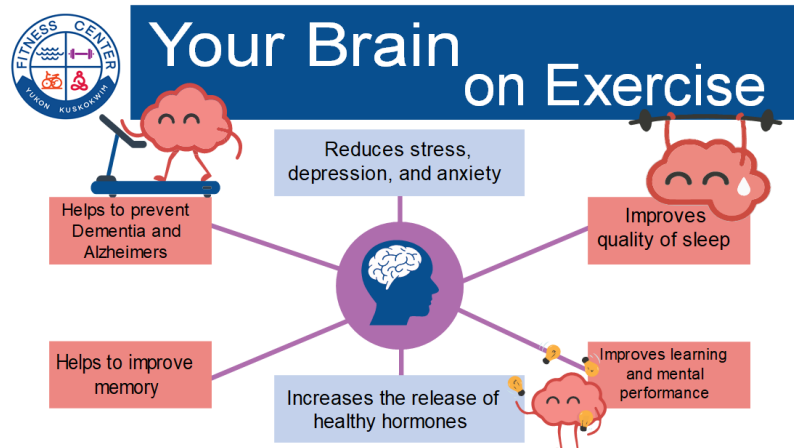 FITNESS CENTER
YUKON KUSKOKWIM
Your Brain
on Exercise
Reduces stress,
depression, and anxiety
Helps to prevent
Dementia and
Alzheimers
Improves
quality of sleep
Helps to improve
memory
Increases the release of
healthy hormones
Improves learning
and mental
performance